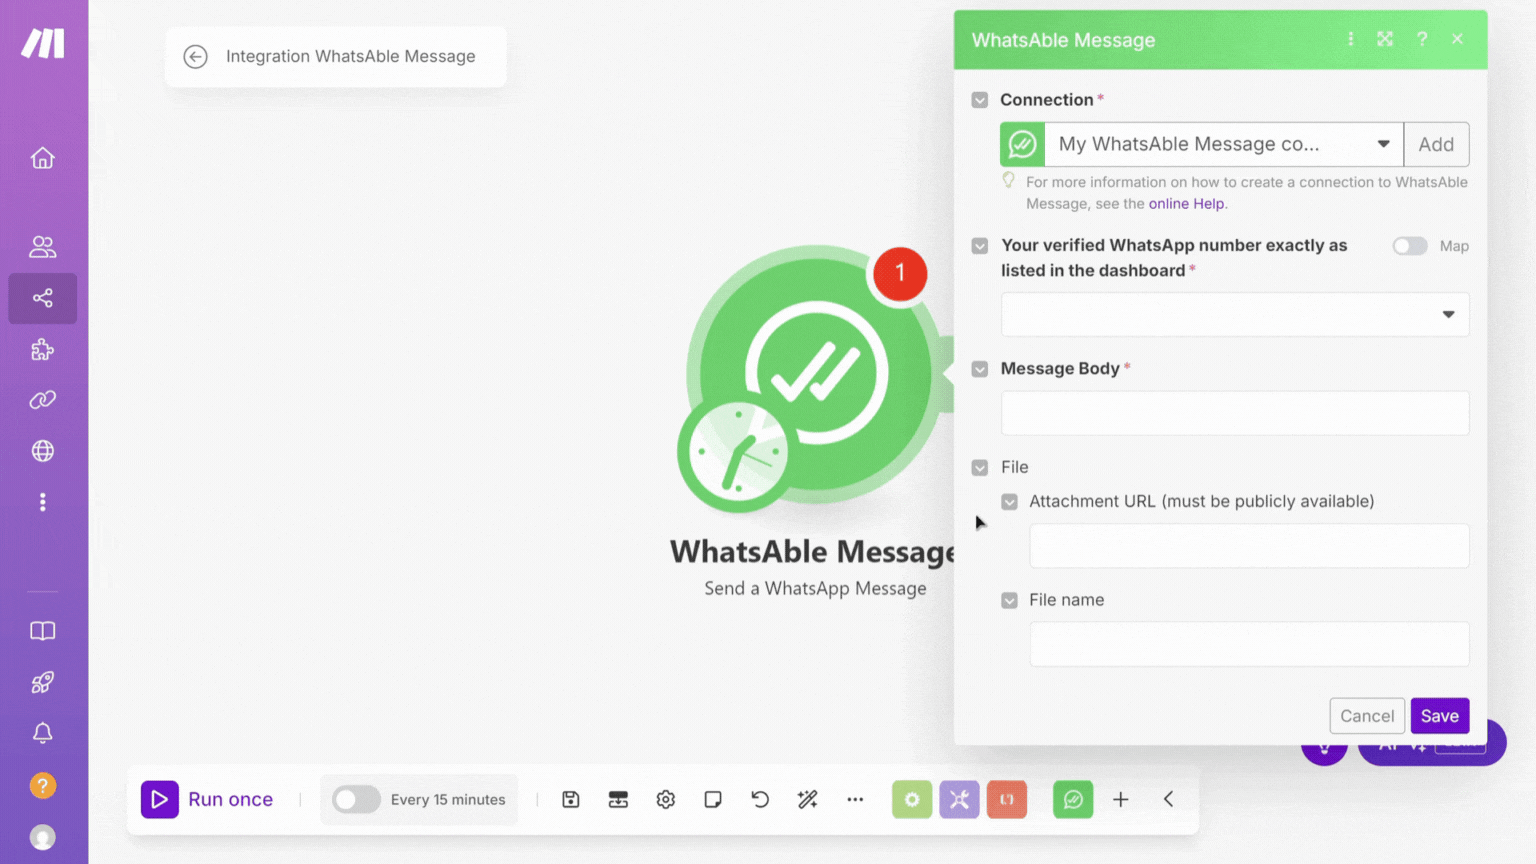 Integration WhatsAble Message
WhatsAble Message
?
Connection *
My WhatsAble Message co...
Add
For more information on how to create a connection to WhatsAble
Message, see the online Help.
Your verified WhatsApp number exactly as
listed in the dashboard *
Map
1
Message Body *
File
Attachment URL (must be publicly available)
WhatsAble Message
Send a WhatsApp Message
File name
Cancel
Save
AI
?
Run once
Every 15 minutes